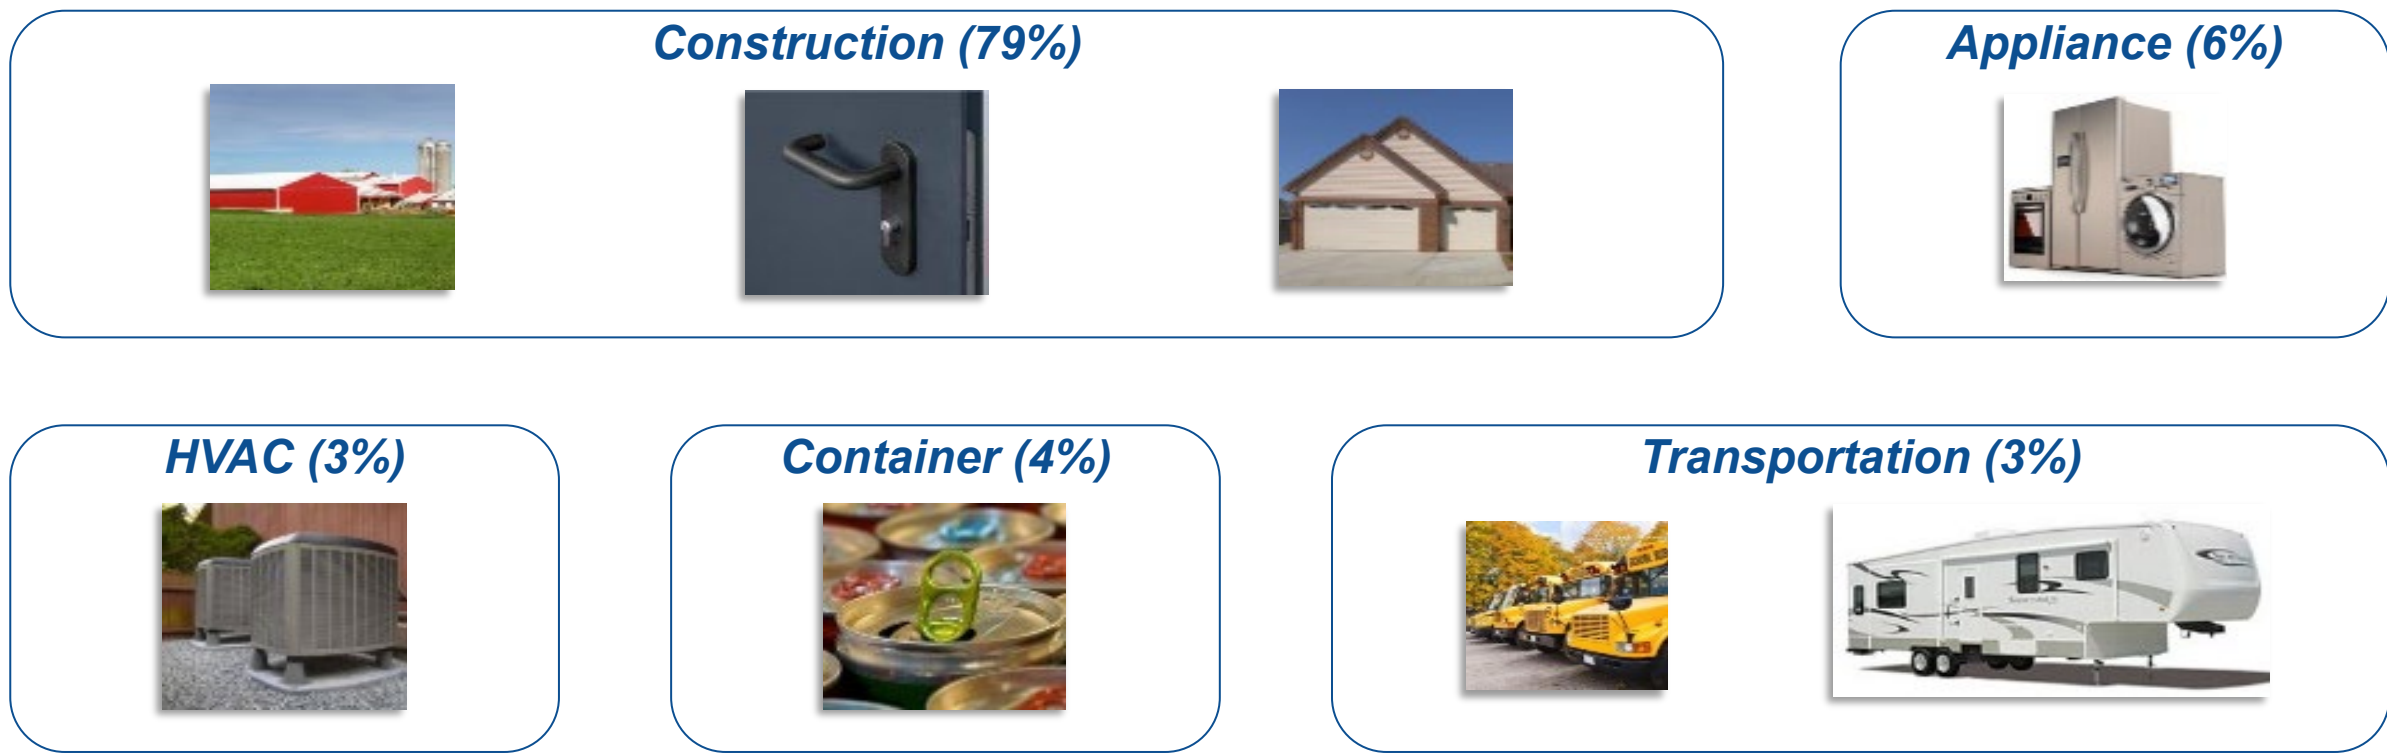 Construction (79%)
Appliance (6%)
HVAC (3%)
Container (4%)
Transportation (3%)